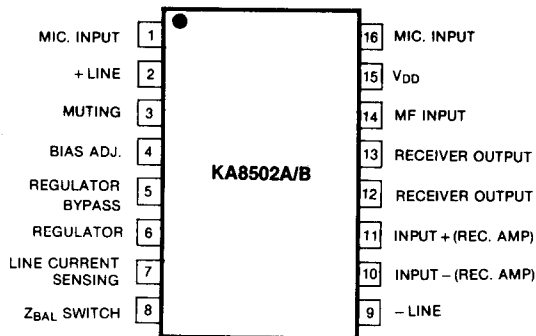 MIC. INPUT 1
+ LINE 2
MUTING 3
BIAS ADJ. 4
REGULATOR
BYPASS 5
REGULATOR 6
LINE CURRENT
SENSING 7
ZBAL SWITCH 8
KA8502A/B
16 MIC. INPUT
15 VDD
14 MF INPUT
13 RECEIVER OUTPUT
12 RECEIVER OUTPUT
11 INPUT + (REC. AMP)
10 INPUT − (REC. AMP)
9 − LINE